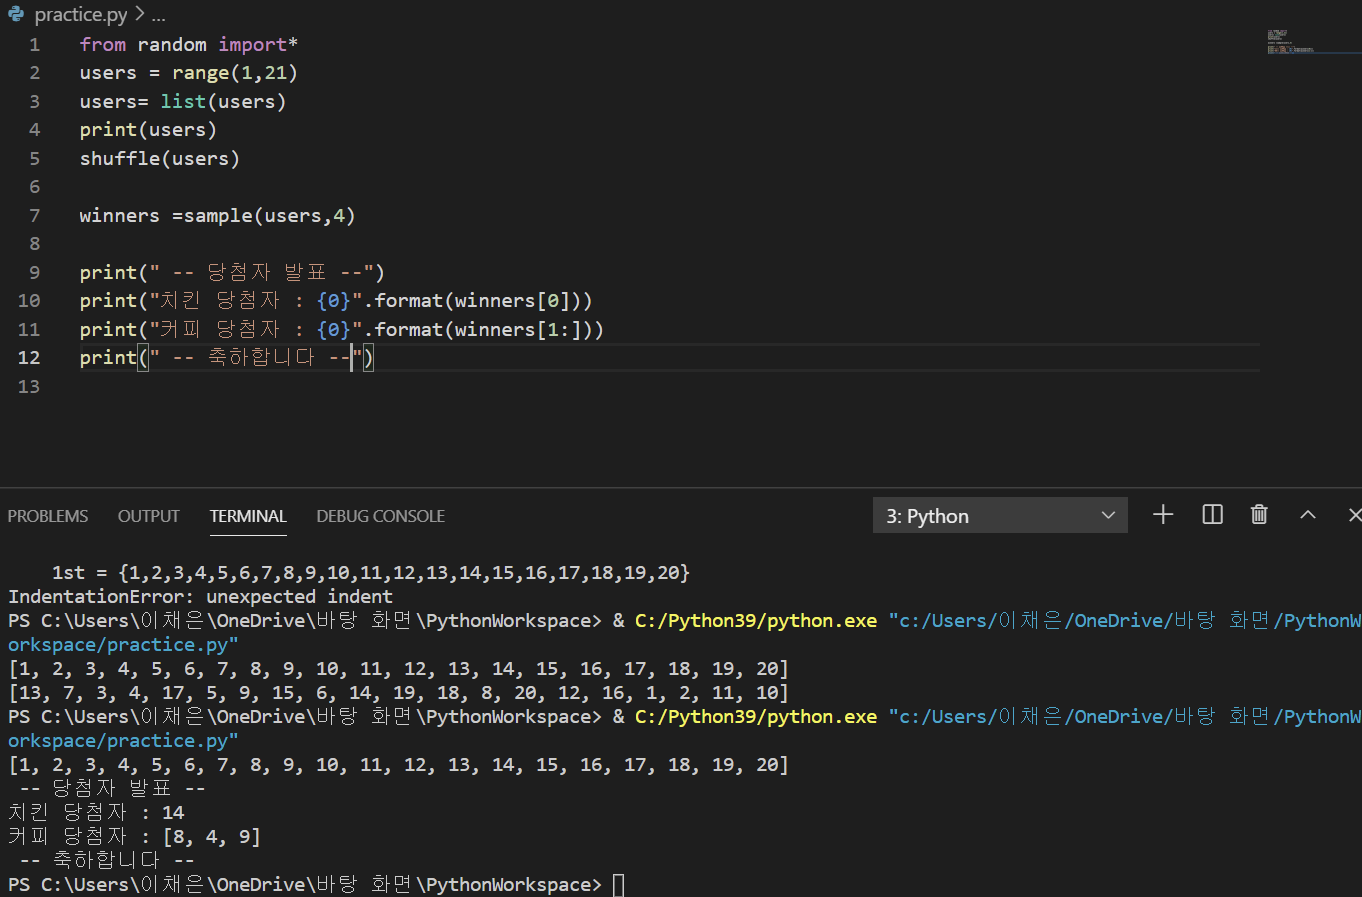 practice.py > ...
1 from random import*
2 users = range(1,21)
3 users= list(users)
4 print(users)
5 shuffle(users)
6
7 winners =sample(users,4)
8
9 print(" -- 당첨자 발표 --")
10 print("치킨 당첨자 : {0}".format(winners[0]))
11 print("커피 당첨자 : {0}".format(winners[1:]))
12 print(" -- 축하합니다 --")
13
PROBLEMS OUTPUT TERMINAL DEBUG CONSOLE 3: Python
    1st = {1,2,3,4,5,6,7,8,9,10,11,12,13,14,15,16,17,18,19,20}
IndentationError: unexpected indent
PS C:\Users\이채은\OneDrive\바탕 화면\PythonWorkspace> & C:/Python39/python.exe "c:/Users/이채은/OneDrive/바탕 화면/PythonW
orkspace/practice.py"
[1, 2, 3, 4, 5, 6, 7, 8, 9, 10, 11, 12, 13, 14, 15, 16, 17, 18, 19, 20]
[13, 7, 3, 4, 17, 5, 9, 15, 6, 14, 19, 18, 8, 20, 12, 16, 1, 2, 11, 10]
PS C:\Users\이채은\OneDrive\바탕 화면\PythonWorkspace> & C:/Python39/python.exe "c:/Users/이채은/OneDrive/바탕 화면/PythonW
orkspace/practice.py"
[1, 2, 3, 4, 5, 6, 7, 8, 9, 10, 11, 12, 13, 14, 15, 16, 17, 18, 19, 20]
 -- 당첨자 발표 --
치킨 당첨자 : 14
커피 당첨자 : [8, 4, 9]
 -- 축하합니다 --
PS C:\Users\이채은\OneDrive\바탕 화면\PythonWorkspace>